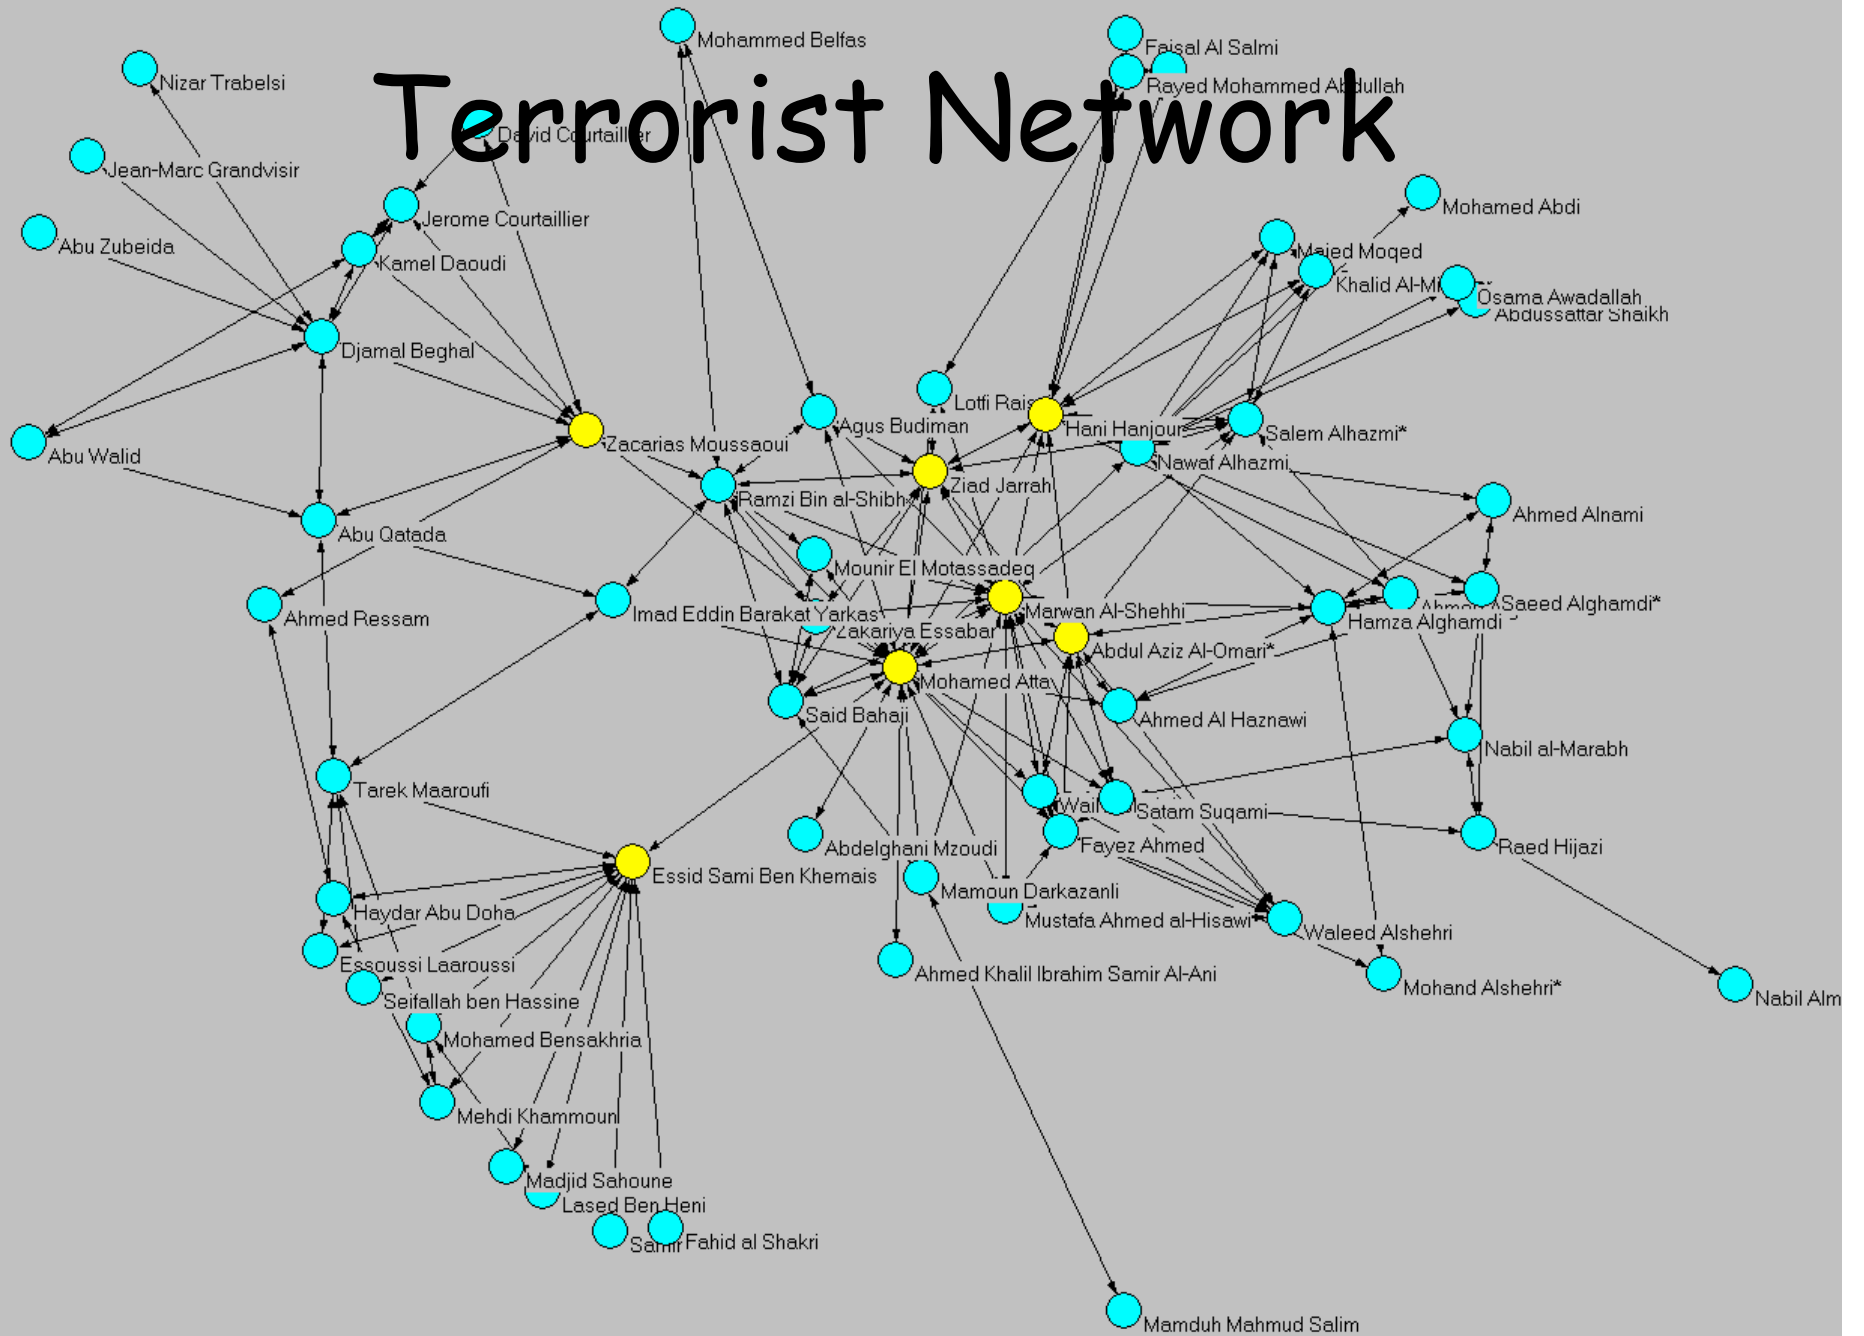 Mohammed Belfas
Faisal Al Salmi
Nizar Trabelsi
Rayed Mohammed Abdullah
Terrorist Network
David Courtaillier
Jean-Marc Grandvisir
Mohamed Abdi
Jerome Courtaillier
Abu Zubeida
Majed Moqed
Kamel Daoudi
Khalid Al-Mi
Osama Awadallah
Abdussattar Shaikh
Djamal Beghal
Lotfi Rais
Agus Budiman
Hani Hanjour
Salem Alhazmi*
Zacarias Moussaoui
Abu Walid
Nawaf Alhazmi
Ziad Jarrah
Ramzi Bin al-Shibh
Ahmed Alnami
Abu Qatada
Mounir El Motassadeq
Saeed Alghamdi*
Marwan Al-Shehhi
Imad Eddin Barakat Yarkas
Ahmed Ressam
Hamza Alghamdi
Zakariya Essabar
Abdul Aziz Al-Omari*
Mohamed Atta
Said Bahaji
Ahmed Al Haznawi
Nabil al-Marabh
Tarek Maaroufi
Wail
Satam Suqami
Fayez Ahmed
Raed Hijazi
Abdelghani Mzoudi
Essid Sami Ben Khemais
Mamoun Darkazanli
Haydar Abu Doha
Mustafa Ahmed al-Hisawi
Waleed Alshehri
Essoussi Laaroussi
Ahmed Khalil Ibrahim Samir Al-Ani
Mohand Alshehri*
Nabil Alm
Seifallah ben Hassine
Mohamed Bensakhria
Mehdi Khammoun
Madjid Sahoune
Lased Ben Heni
Fahid al Shakri
Mamduh Mahmud Salim